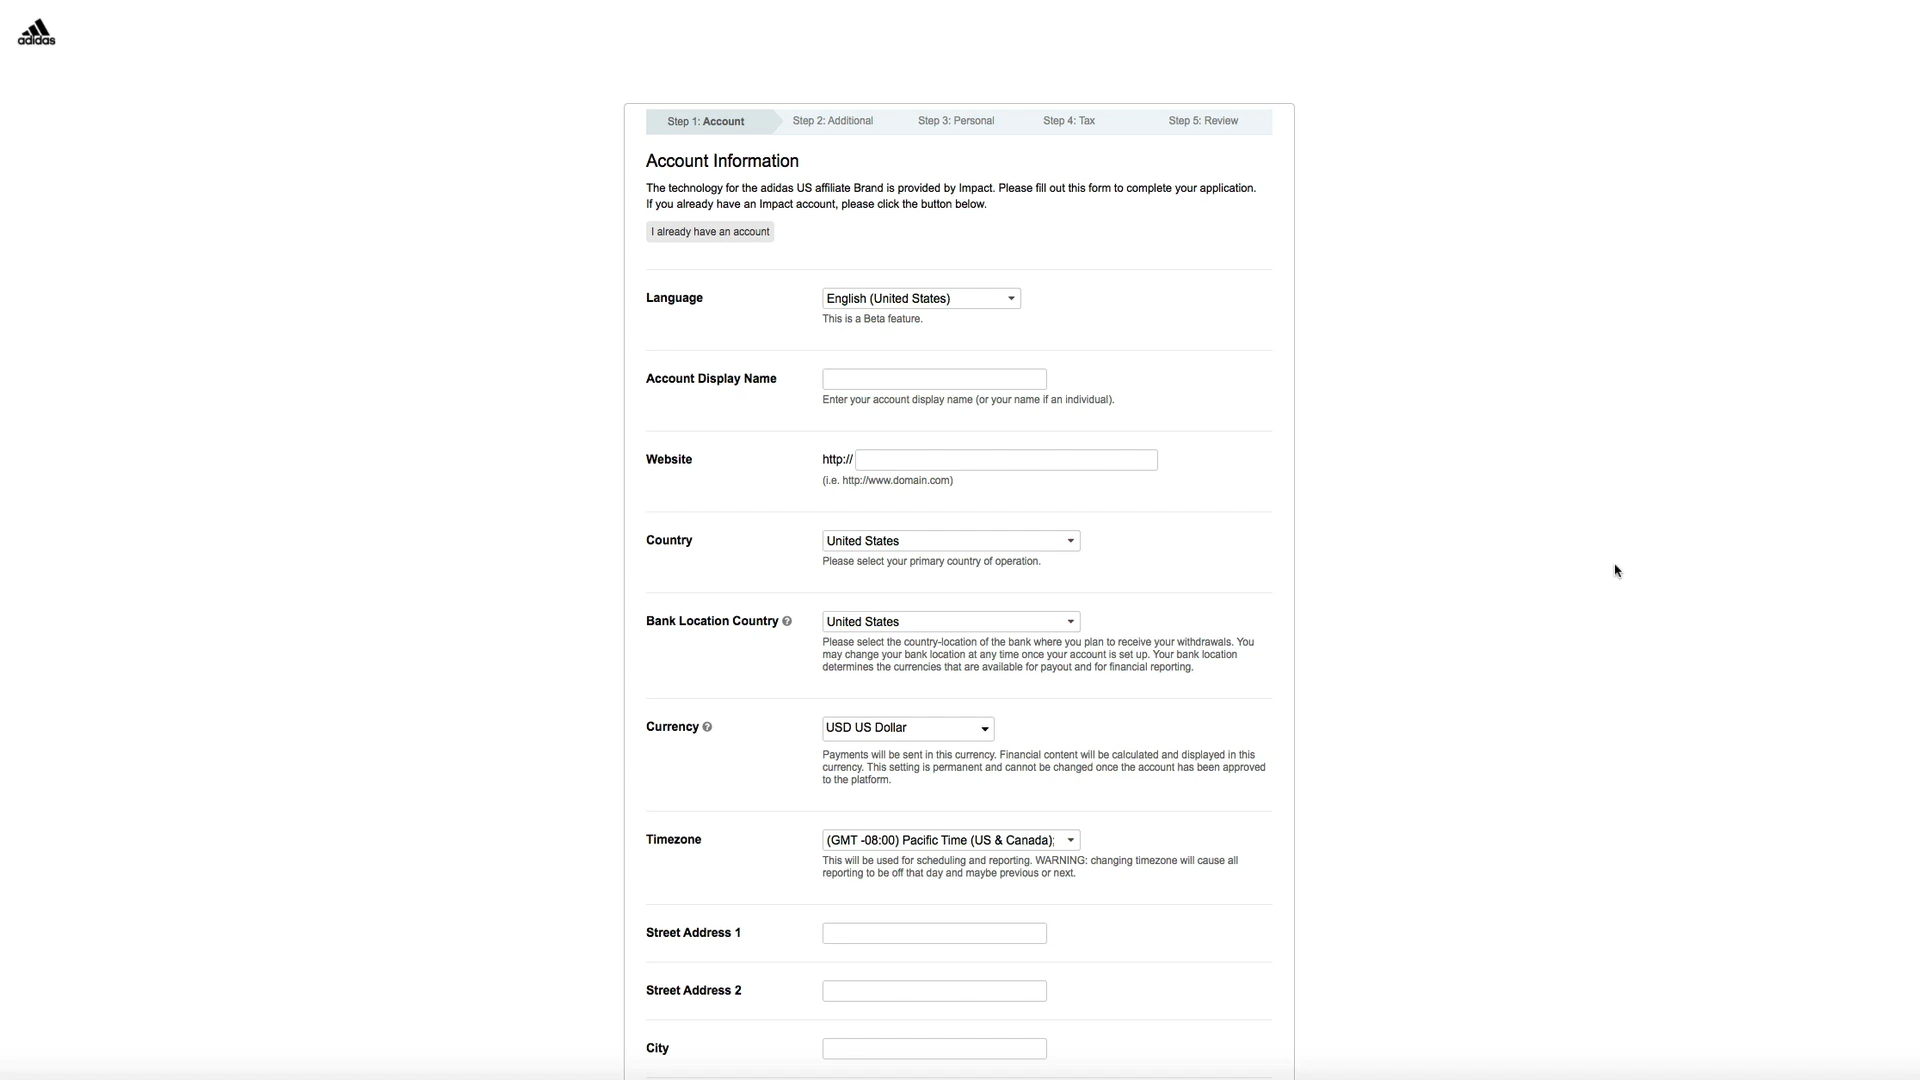 adidas
Step 1: Account
Step 2: Additional
Step 3: Personal
Step 4: Tax
Step 5: Review
Account Information
The technology for the adidas US affiliate Brand is provided by Impact. Please fill out this form to complete your application.
If you already have an Impact account, please click the button below.
I already have an account
Language
English (United States)
This is a Beta feature.
Account Display Name
Enter your account display name (or your name if an individual).
Website
http://
(i.e. http://www.domain.com)
Country
United States
Please select your primary country of operation.
Bank Location Country ?
United States
Please select the country-location of the bank where you plan to receive your withdrawals. You
may change your bank location at any time once your account is set up. Your bank location
determines the currencies that are available for payout and for financial reporting.
Currency ?
USD US Dollar
Payments will be sent in this currency. Financial content will be calculated and displayed in this
currency. This setting is permanent and cannot be changed once the account has been approved
to the platform.
Timezone
(GMT -08:00) Pacific Time (US & Canada);
This will be used for scheduling and reporting. WARNING: changing timezone will cause all
reporting to be off that day and maybe previous or next.
Street Address 1
Street Address 2
City